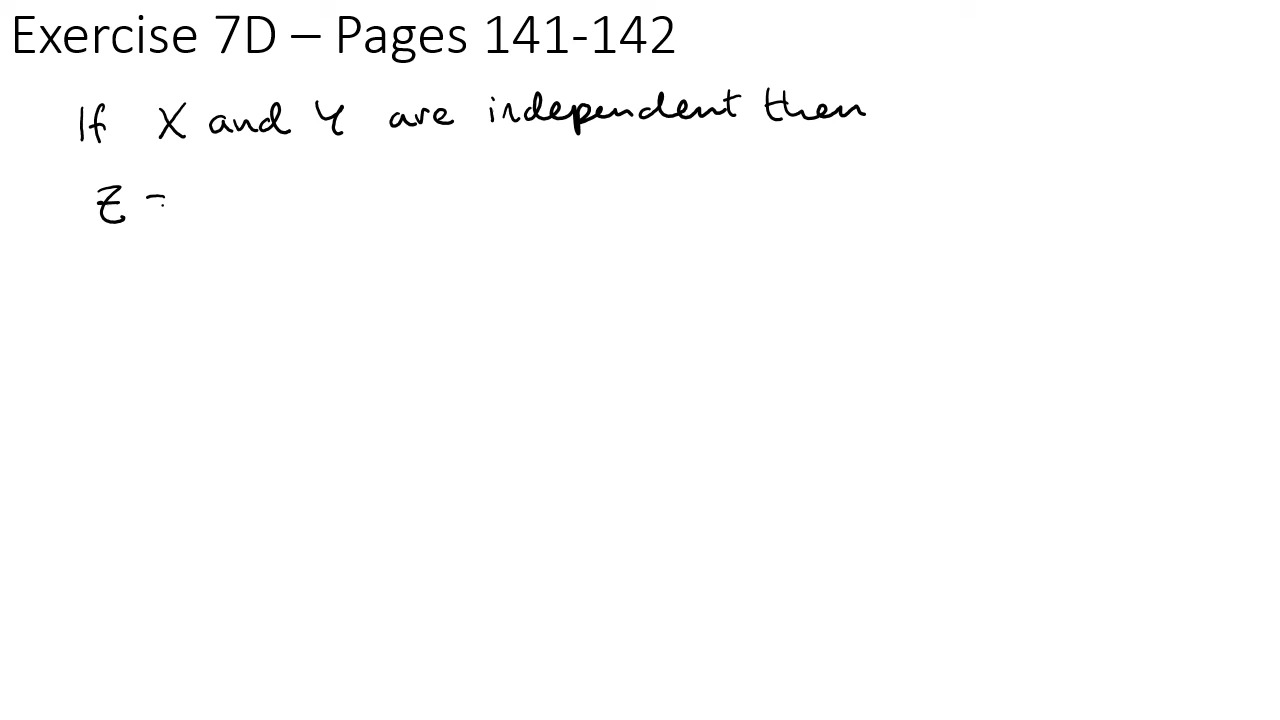 Exercise 7D – Pages 141-142
If X and Y are independent then
Z =